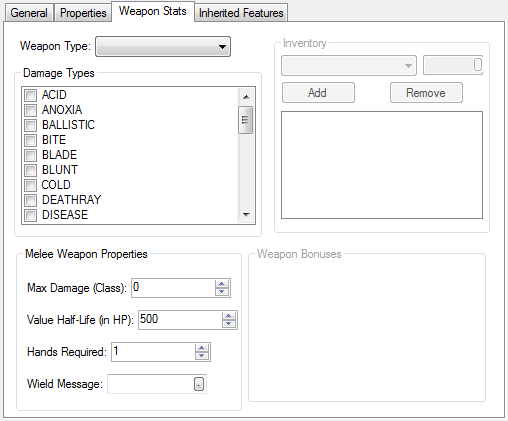 General Properties Weapon Stats Inherited Features
Weapon Type:
Damage Types
ACID
ANOXIA
BALLISTIC
BITE
BLADE
BLUNT
COLD
DEATHRAY
DISEASE
Inventory
Add Remove
Melee Weapon Properties
Max Damage (Class): 0
Value Half-Life (in HP): 500
Hands Required: 1
Wield Message: .
Weapon Bonuses